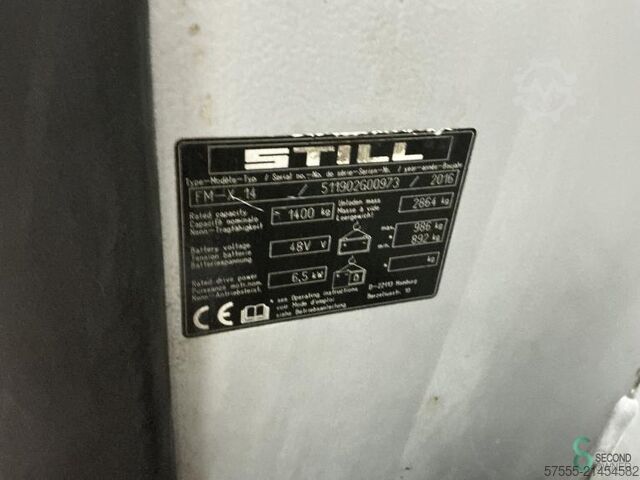 STILL
Type-Modèle-Typ / Serial no.-No. de série-Serien-Nr. / year-année-Baujahr
FM-X 14 / 511902G00973 / 2016
Rated capacity
Capacité nominale
Nenn-Tragfähigkeit
1400 kg
Unladen mass
Masse à vide
Leergewicht
2864 kg
Battery voltage
Tension batterie
Batteriespannung
48V v
max. 986 kg
min. 892 kg
Rated drive power
Puissance motr.nom.
Nenn-Antriebsleist.
6,5 kW
kg
* see Operating instructions
voir Mode d'emploi
siehe Betriebsanleitung
D-22113 Hamburg
Berzeliusstr. 10
CE
SECOND
57555-21454582